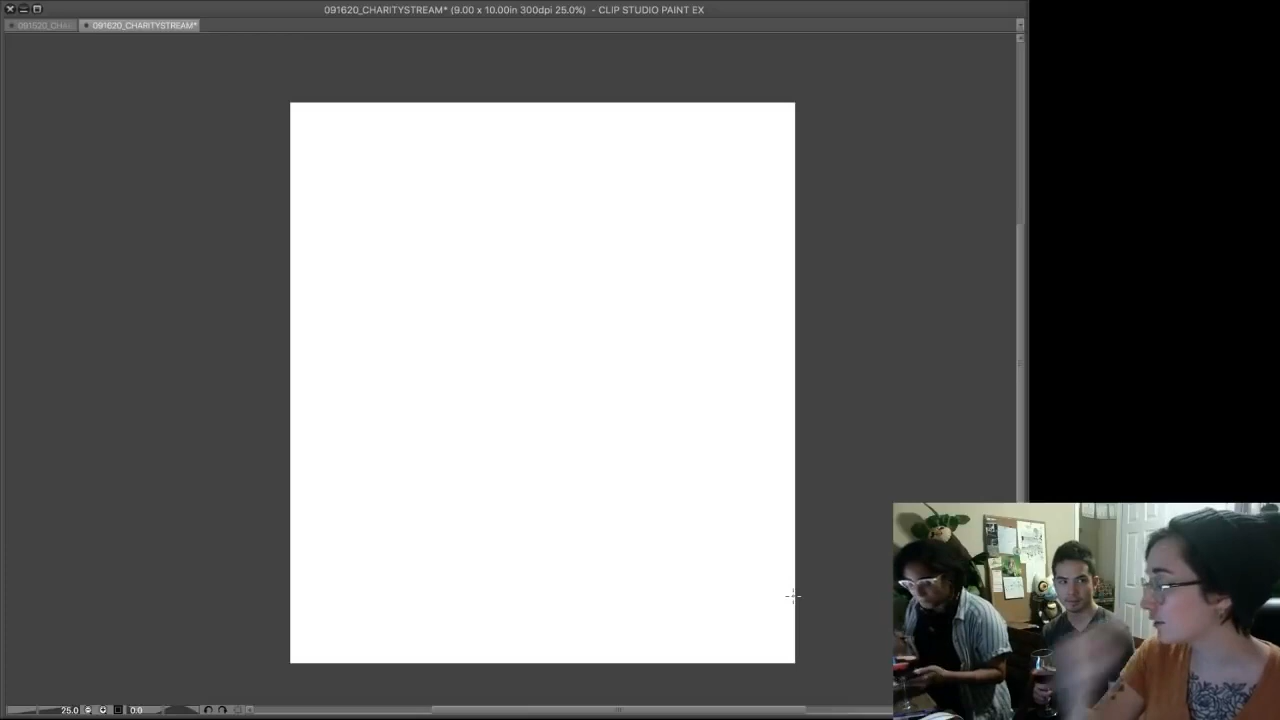 091620_CHARITYSTREAM* (9.00 x 10.00in 300dpi 25.0%) - CLIP STUDIO PAINT EX
091620_CHARITYSTREAM*
25.0
0.0